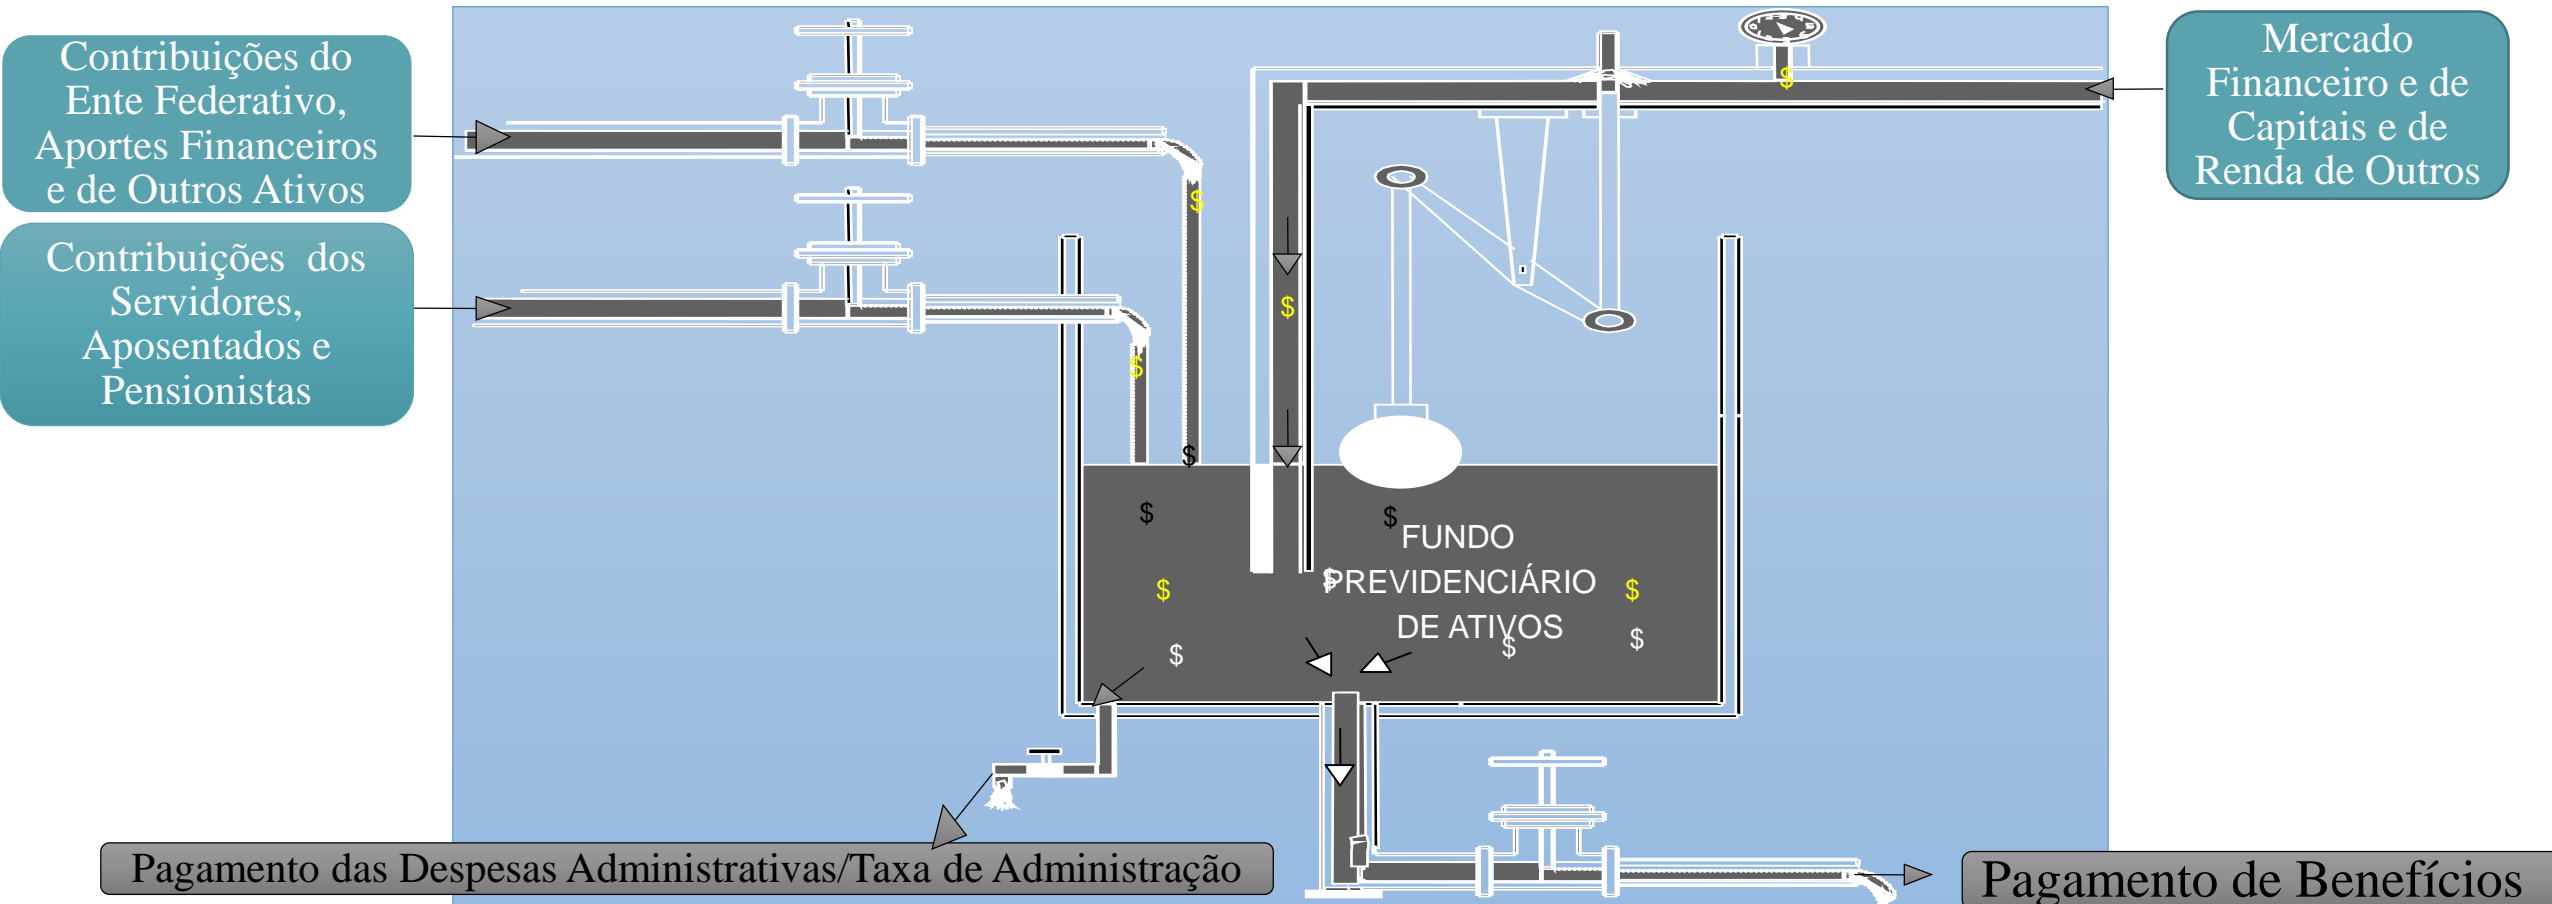 Contribuições do
Ente Federativo,
Aportes Financeiros
e de Outros Ativos
Contribuições dos
Servidores,
Aposentados e
Pensionistas
Mercado
Financeiro e de
Capitais e de
Renda de Outros
$
$
$
$
$
$
$
FUNDO
$PREVIDENCIÁRIO
DE ATIVOS
$
$
$
$
$
Pagamento das Despesas Administrativas/Taxa de Administração
Pagamento de Benefícios